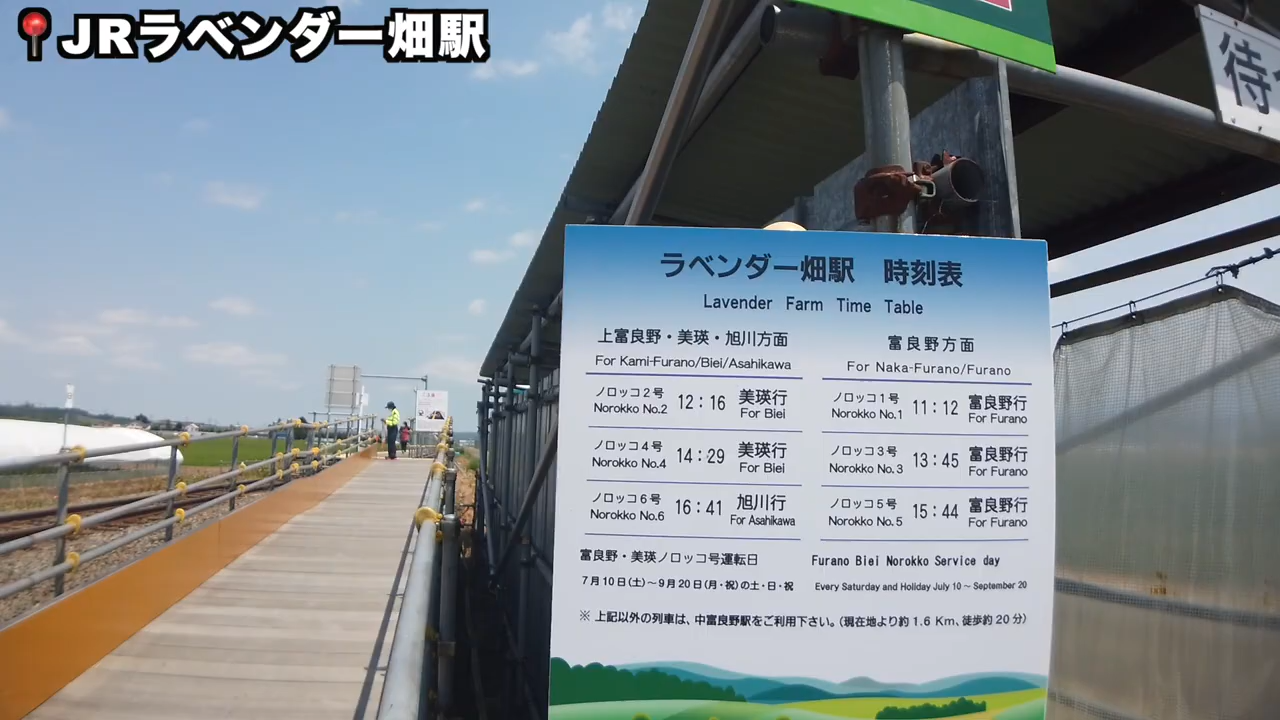 JRラベンダー畑駅
待
ラベンダー畑駅 時刻表
Lavender Farm Time Table
上富良野・美瑛・旭川方面
For Kami-Furano/Biei/Asahikawa
ノロッコ2号 12:16 美瑛行
Norokko No.2 For Biei
ノロッコ4号 14:29 美瑛行
Norokko No.4 For Biei
ノロッコ6号 16:41 旭川行
Norokko No.6 For Asahikawa
富良野方面
For Naka-Furano/Furano
ノロッコ1号 11:12 富良野行
Norokko No.1 For Furano
ノロッコ3号 13:45 富良野行
Norokko No.3 For Furano
ノロッコ5号 15:44 富良野行
Norokko No.5 For Furano
富良野・美瑛ノロッコ号運転日
7月10日(土)~9月20日(月・祝)の土・日・祝
Furano Biei Norokko Service day
Every Saturday and Holiday July 10 ~ September 20
※ 上記以外の列車は、中富良野駅をご利用下さい。(現在地より約1.6 Km、徒歩約20分)